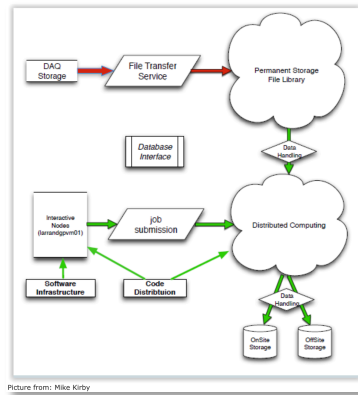 DAQ
Storage
File Transfer
Service
Permanent Storage
File Library
Database
Interface
Data
Handling
Interactive
Nodes
(larrandgpvm01)
job
submission
Distributed Computing
Software
Infrastructure
Code
Distribtuion
Data
Handling
OnSite
Storage
OffSite
Storage
Picture from: Mike Kirby